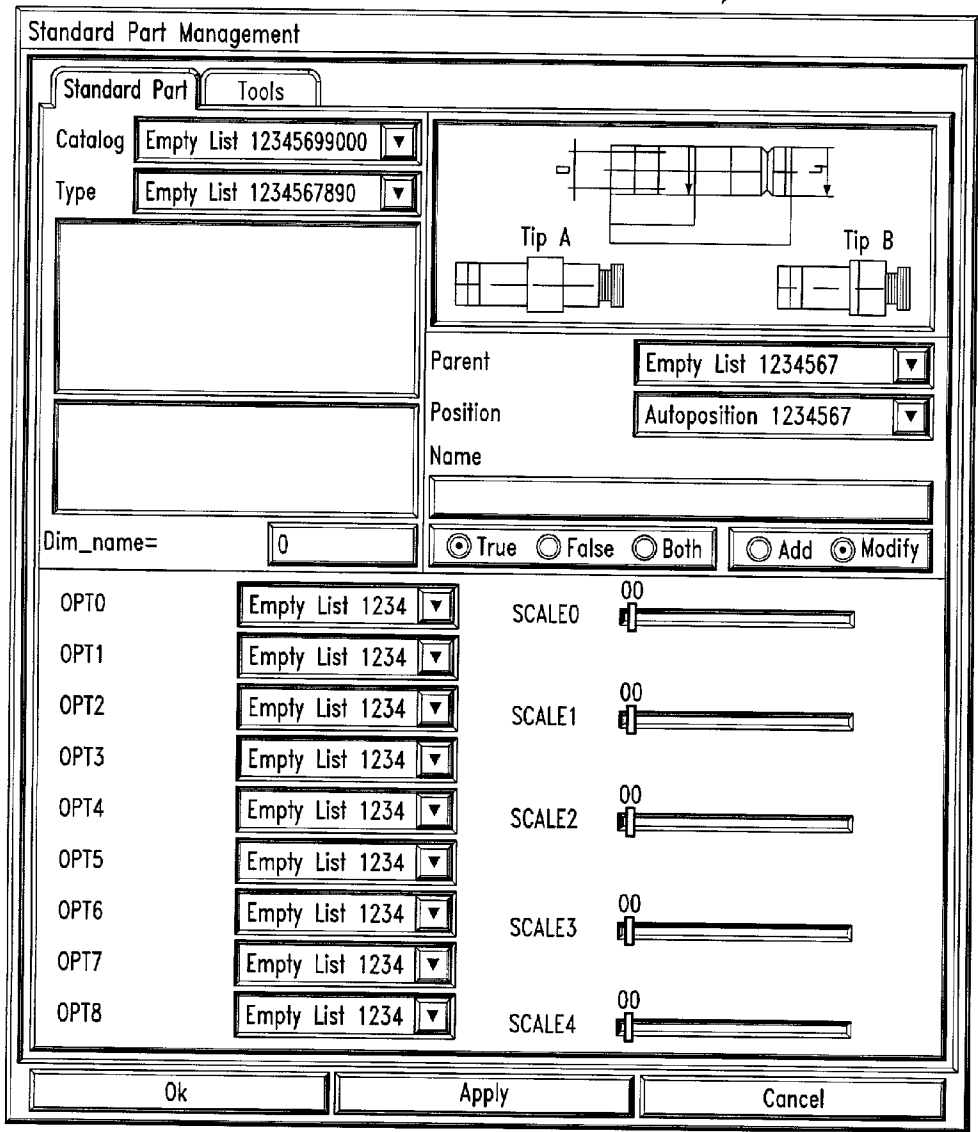 Standard Part Management
Standard Part
Tools
Catalog
Empty List 12345699000
Type
Empty List 1234567890
D
d
Tip A
Tip B
Parent
Empty List 1234567
Position
Autoposition 1234567
Name
Dim_name=
0
True
False
Both
Add
Modify
OPT0
Empty List 1234
OPT1
Empty List 1234
OPT2
Empty List 1234
OPT3
Empty List 1234
OPT4
Empty List 1234
OPT5
Empty List 1234
OPT6
Empty List 1234
OPT7
Empty List 1234
OPT8
Empty List 1234
SCALE0
00
SCALE1
00
SCALE2
00
SCALE3
00
SCALE4
00
Ok
Apply
Cancel